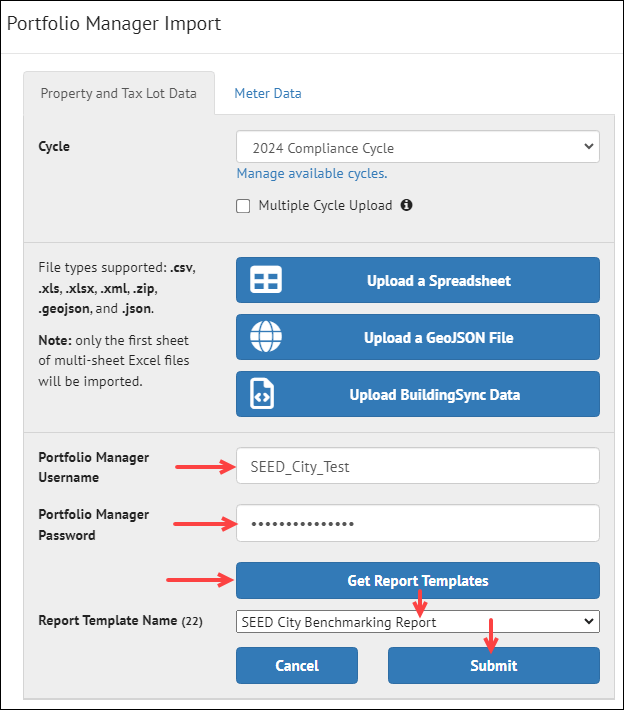 Portfolio Manager Import
Property and Tax Lot Data
Meter Data
Cycle
2024 Compliance Cycle
Manage available cycles.
Multiple Cycle Upload
File types supported: .csv,
.xls, .xlsx, .xml, .zip,
.geojson, and .json.
Note: only the first sheet
of multi-sheet Excel files
will be imported.
Upload a Spreadsheet
Upload a GeoJSON File
Upload BuildingSync Data
Portfolio Manager
Username
SEED_City_Test
Portfolio Manager
Password
•••••••••••••••
Get Report Templates
Report Template Name (22)
SEED City Benchmarking Report
Cancel
Submit